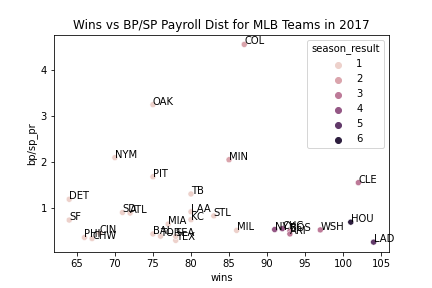 Wins vs BP/SP Payroll Dist for MLB Teams in 2017
COL
season_result
1
2
3
4
5
6
4
OAK
3
NYM
MIN
2
PIT
CLE
DET
TB
1
SD
ATL
LAA
KC
STL
SF
MIA
HOU
CIN
MIL
WSH
CHW
BAL
TEX
LAD
65
70
75
80
85
90
95
100
105
bp/sp_pr
wins